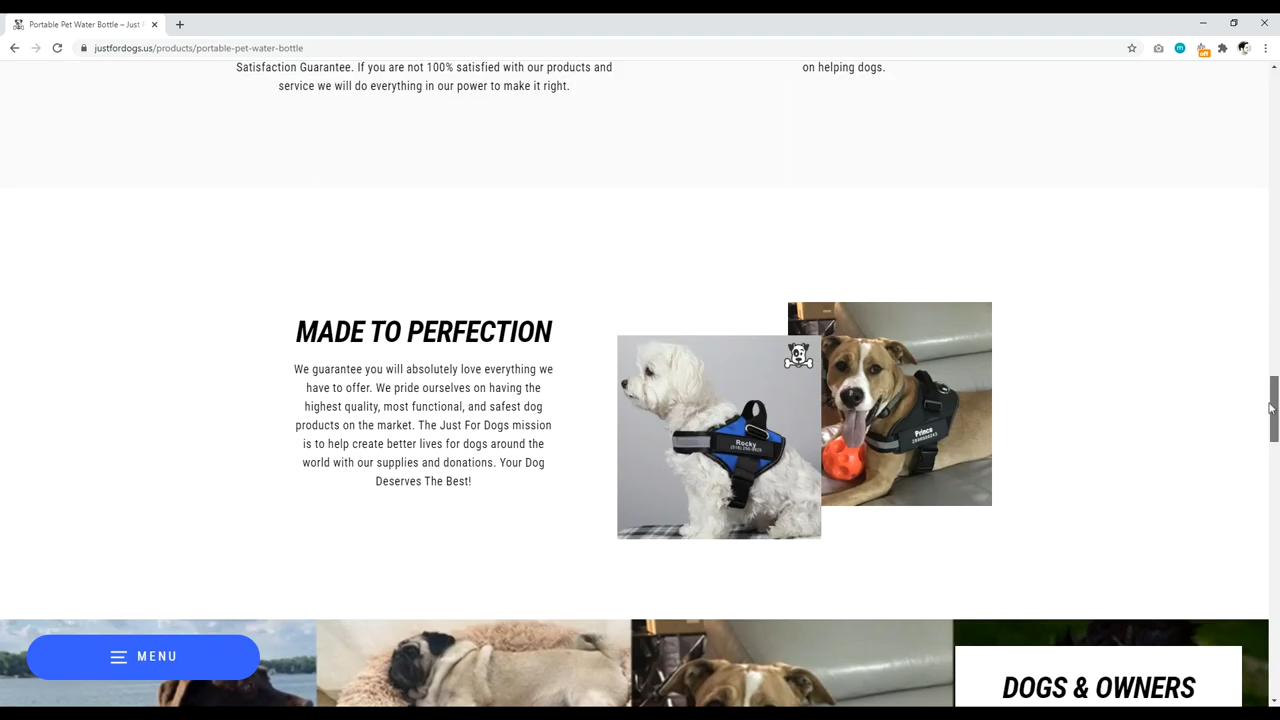 Portable Pet Water Bottle – Just F
justfordogs.us/products/portable-pet-water-bottle
off
Satisfaction Guarantee. If you are not 100% satisfied with our products and
service we will do everything in our power to make it right.
on helping dogs.
MADE TO PERFECTION
We guarantee you will absolutely love everything we
have to offer. We pride ourselves on having the
highest quality, most functional, and safest dog
products on the market. The Just For Dogs mission
is to help create better lives for dogs around the
world with our supplies and donations. Your Dog
Deserves The Best!
Rocky
Prince
MENU
DOGS & OWNERS